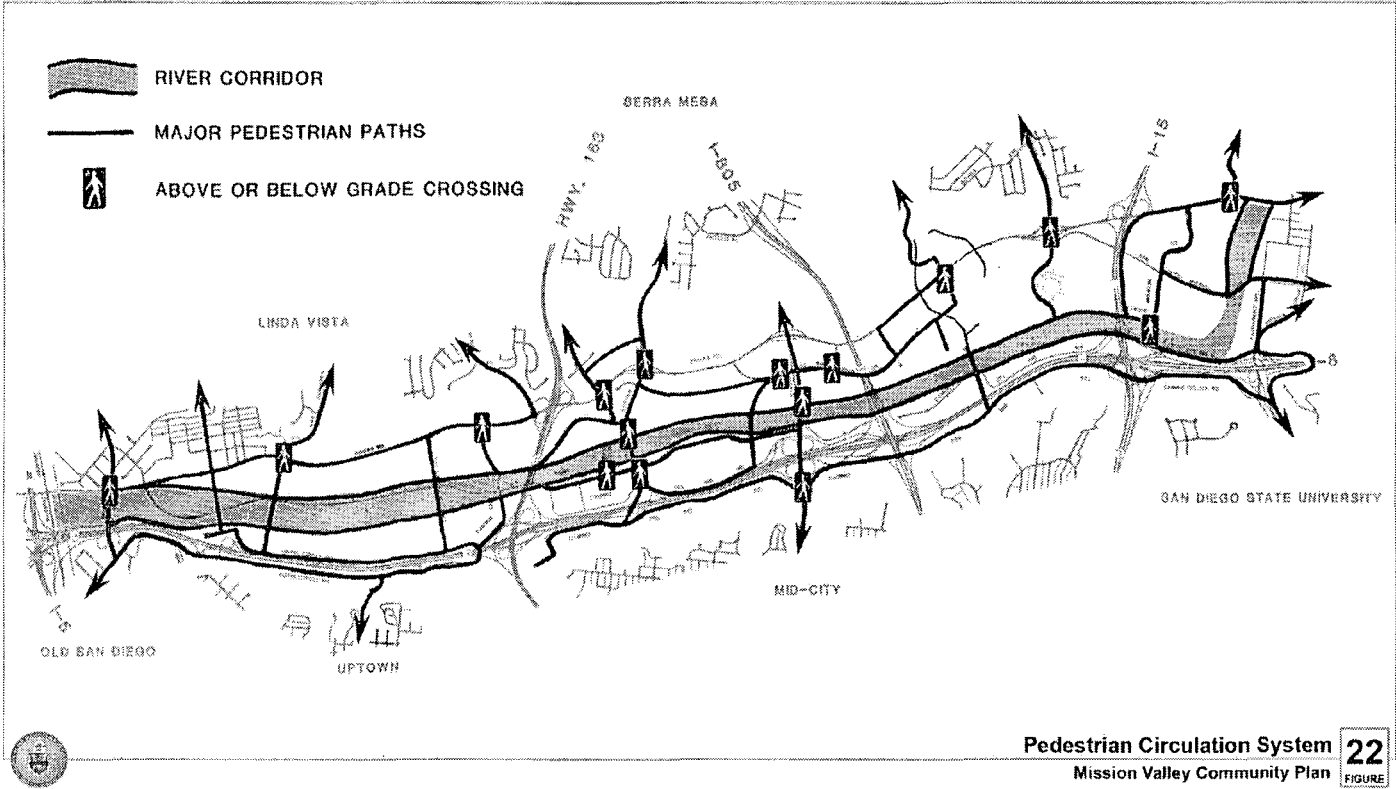 RIVER CORRIDOR
MAJOR PEDESTRIAN PATHS
ABOVE OR BELOW GRADE CROSSING
SERRA MESA
HWY. 163
I-805
I-15
LINDA VISTA
I-8
SAN DIEGO STATE UNIVERSITY
MID-CITY
I-5
OLD SAN DIEGO
UPTOWN
Pedestrian Circulation System
Mission Valley Community Plan
22
FIGURE